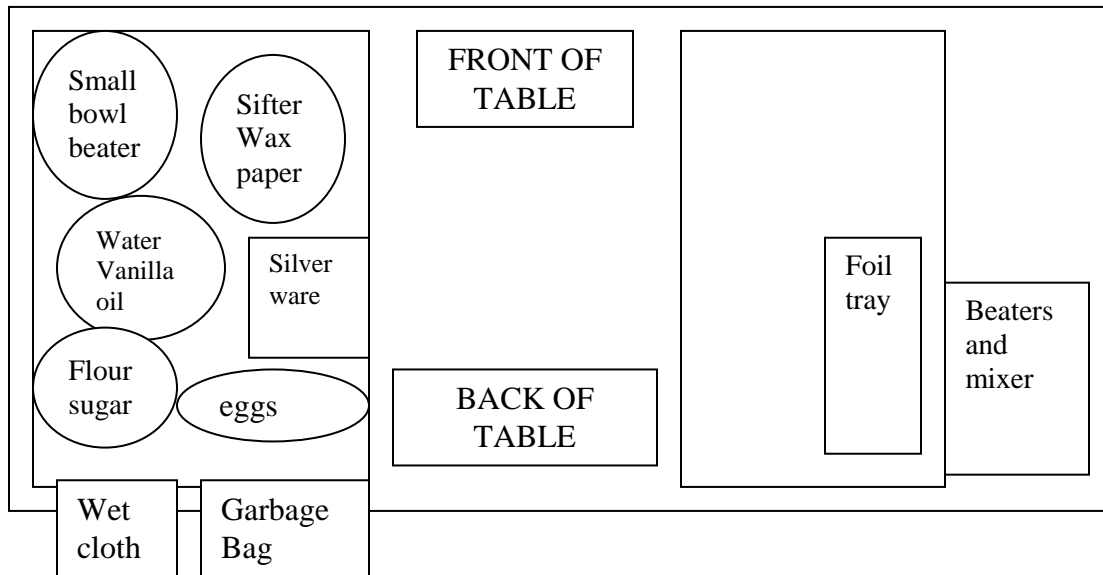 Small
bowl
beater
Sifter
Wax
paper
FRONT OF
TABLE
Water
Vanilla
oil
Silver
ware
Foil
tray
Beaters
and
mixer
Flour
sugar
eggs
BACK OF
TABLE
Wet
cloth
Garbage
Bag